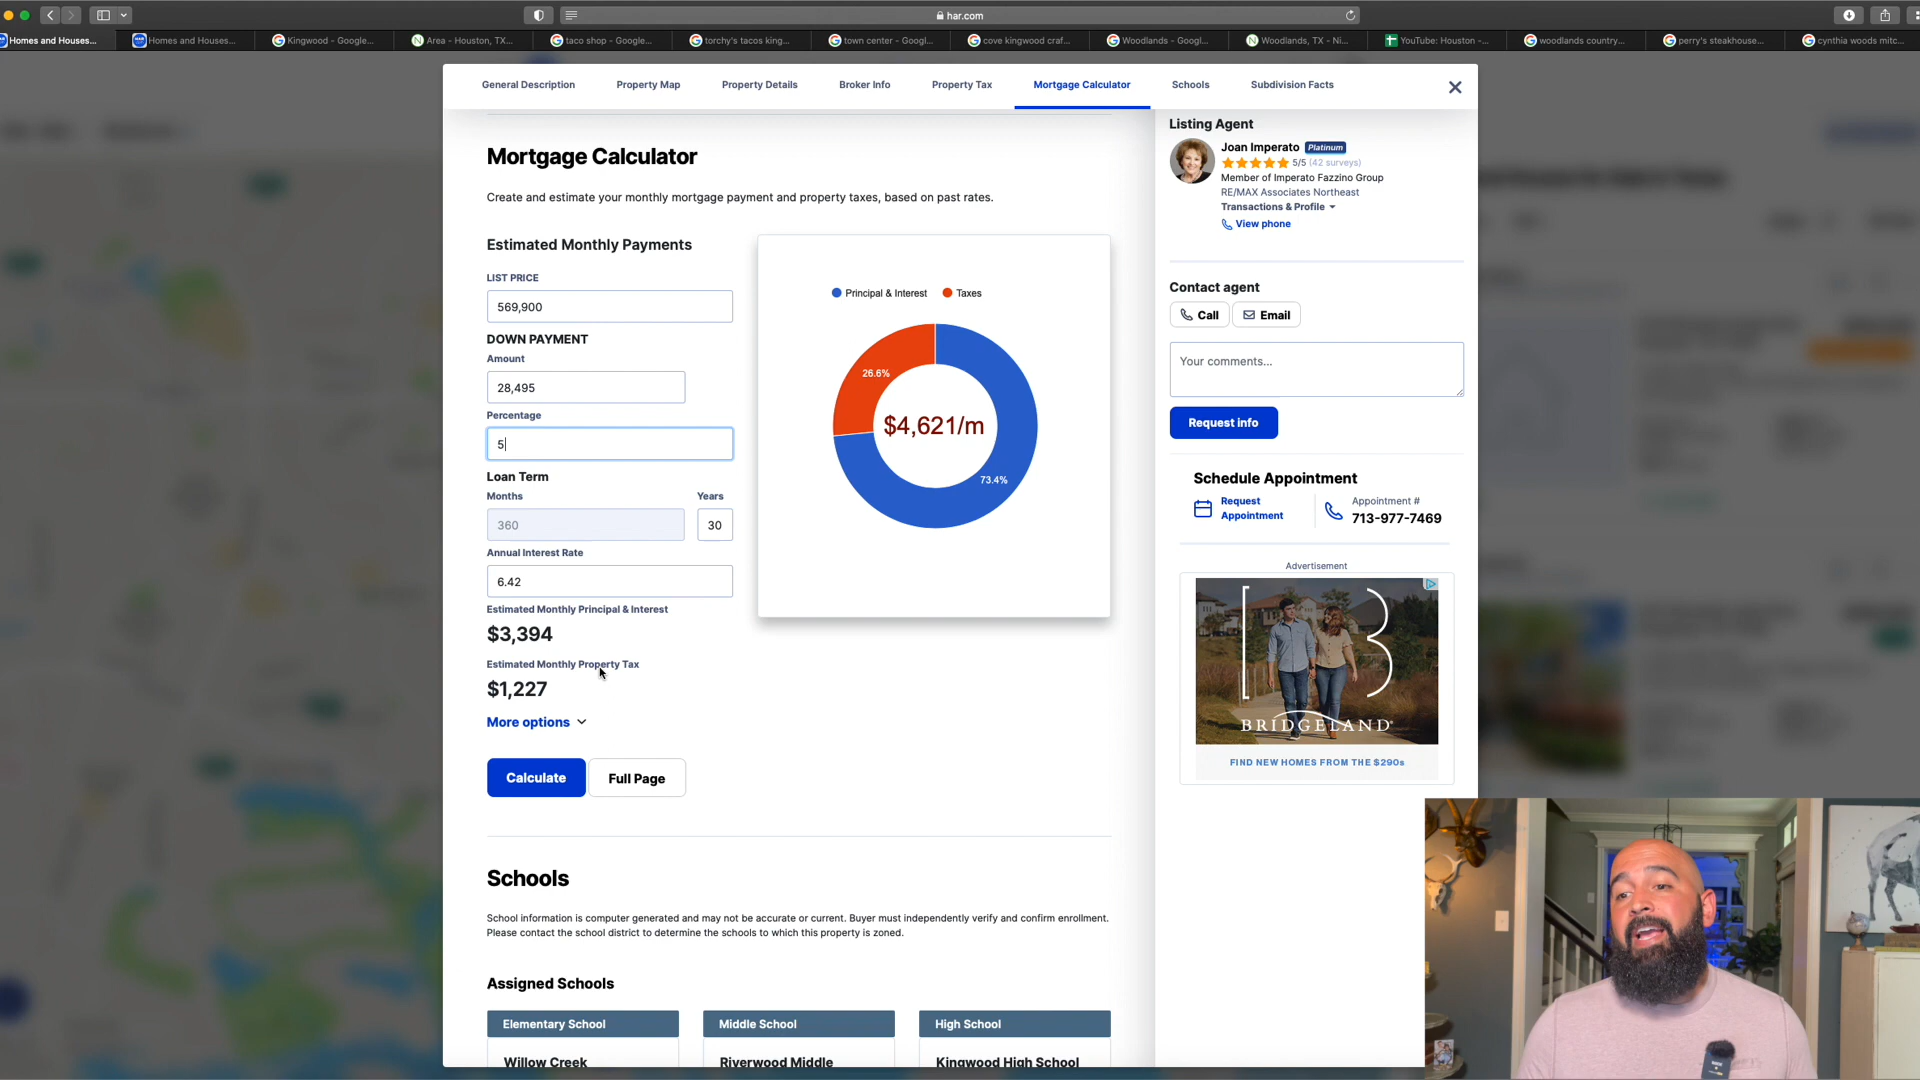 har.com
Homes and Houses...
Homes and Houses...
Kingwood - Google...
Area - Houston, TX...
taco shop - Google...
torchy's tacos king...
town center - Googl...
cove kingwood craf...
Woodlands - Googl...
Woodlands, TX - Ni...
YouTube: Houston -...
woodlands country...
perry's steakhouse...
cynthia woods mitc...
General Description
Property Map
Property Details
Broker Info
Property Tax
Mortgage Calculator
Schools
Subdivision Facts
Mortgage Calculator
Create and estimate your monthly mortgage payment and property taxes, based on past rates.
Estimated Monthly Payments
LIST PRICE
569,900
DOWN PAYMENT
Amount
28,495
Percentage
5
Loan Term
Months
Years
360
30
Annual Interest Rate
6.42
Estimated Monthly Principal & Interest
$3,394
Estimated Monthly Property Tax
$1,227
More options
Calculate
Full Page
Principal & Interest
Taxes
26.6%
$4,621/m
73.4%
Schools
School information is computer generated and may not be accurate or current. Buyer must independently verify and confirm enrollment.
Please contact the school district to determine the schools to which this property is zoned.
Assigned Schools
Elementary School
Middle School
High School
Willow Creek
Riverwood Middle
Kingwood High School
Listing Agent
Joan Imperato Platinum
5/5 (42 surveys)
Member of Imperato Fazzino Group
RE/MAX Associates Northeast
Transactions & Profile
View phone
Contact agent
Call
Email
Your comments...
Request info
Schedule Appointment
Request
Appointment
Appointment #
713-977-7469
Advertisement
BRIDGELAND
FIND NEW HOMES FROM THE $290s